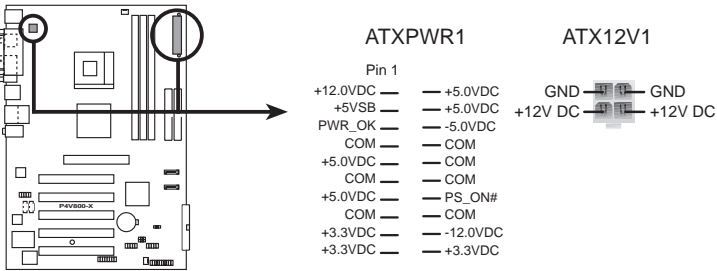 ATXPWR1 ATX12V1
Pin 1
+12.0VDC +5.0VDC
+5VSB +5.0VDC
PWR_OK -5.0VDC
COM COM
+5.0VDC COM
COM COM
+5.0VDC PS_ON#
COM COM
+3.3VDC -12.0VDC
+3.3VDC +3.3VDC
GND GND
+12V DC +12V DC
P4V800-X